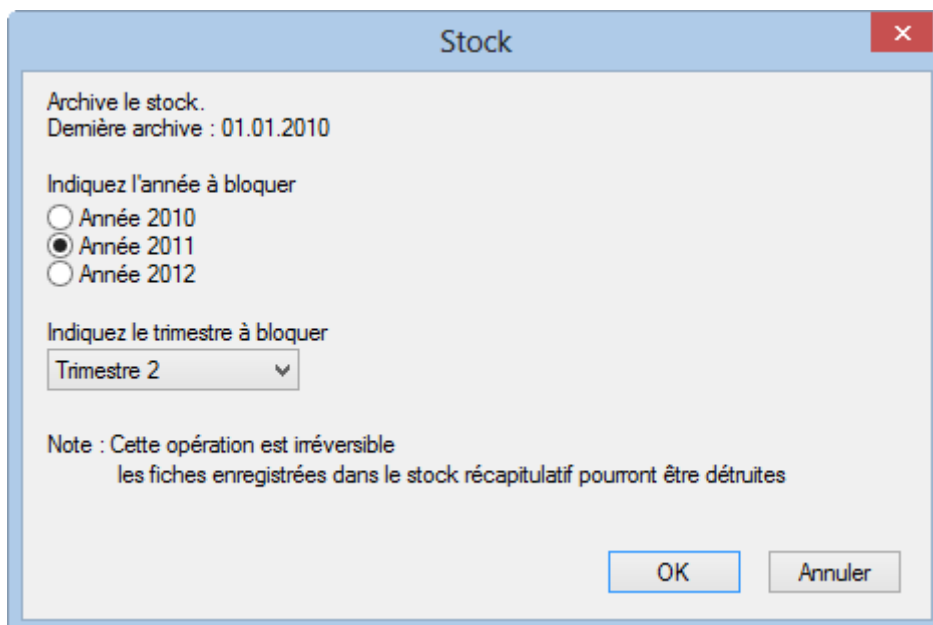 Stock
Archive le stock.
Dernière archive : 01.01.2010
Indiquez l'année à bloquer
Année 2010
Année 2011
Année 2012
Indiquez le trimestre à bloquer
Trimestre 2
Note : Cette opération est irréversible
les fiches enregistrées dans le stock récapitulatif pourront être détruites
OK Annuler